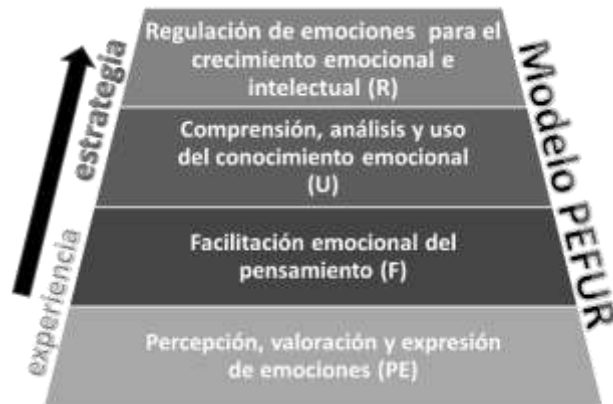 Regulación de emociones para el
crecimiento emocional e
intelectual (R)
Comprensión, análisis y uso
del conocimiento emocional
(U)
Facilitación emocional del
pensamiento (F)
Percepción, valoración y expresión
de emociones (PE)
estrategia
experiencia
Modelo PEFUR